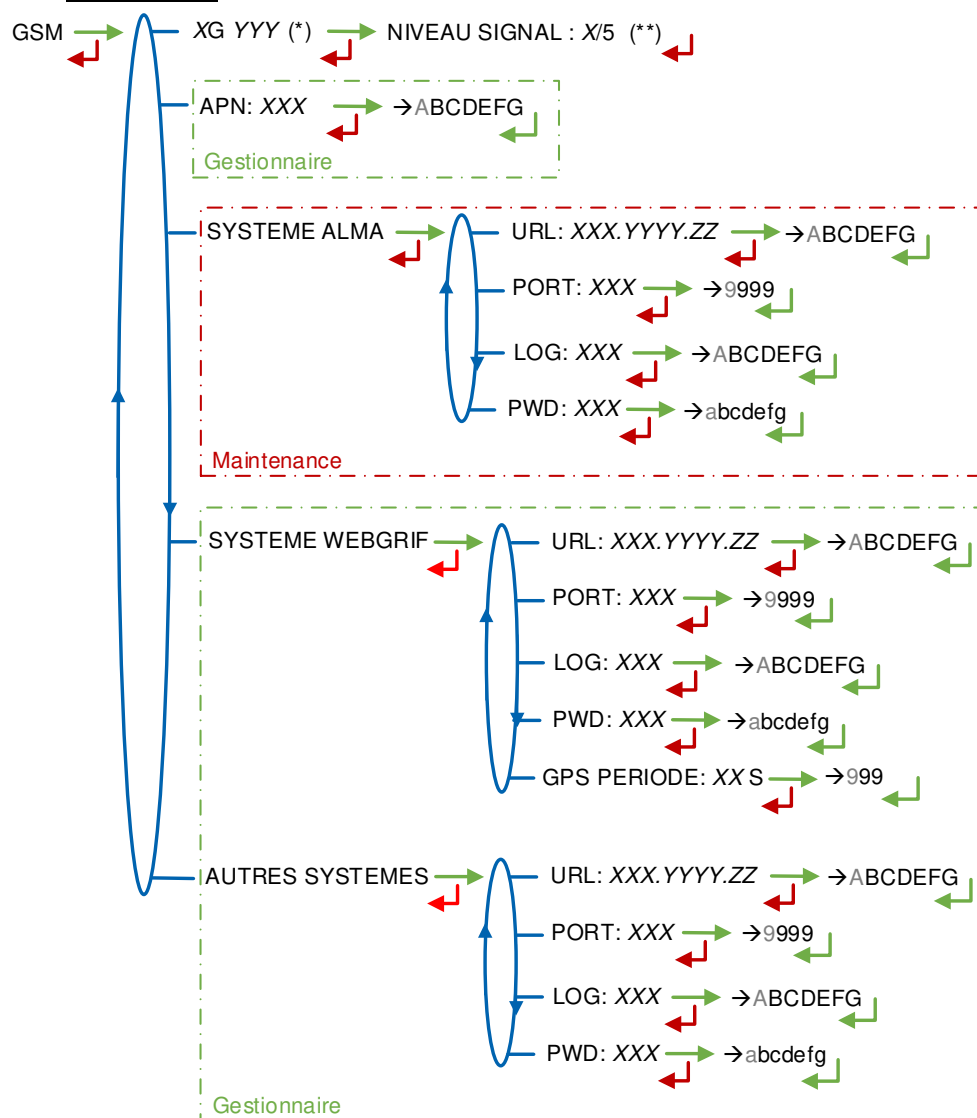 GSM XG YYY (*) NIVEAU SIGNAL : X/5 (**)
APN: XXX →ABCDEFG
Gestionnaire
SYSTEME ALMA URL: XXX.YYYY.ZZ →ABCDEFG
PORT: XXX →9999
LOG: XXX →ABCDEFG
PWD: XXX →abcdefg
Maintenance
SYSTEME WEBGRIF URL: XXX.YYYY.ZZ →ABCDEFG
PORT: XXX →9999
LOG: XXX →ABCDEFG
PWD: XXX →abcdefg
GPS PERIODE: XX S →999
AUTRES SYSTEMES URL: XXX.YYYY.ZZ →ABCDEFG
PORT: XXX →9999
LOG: XXX →ABCDEFG
PWD: XXX →abcdefg
Gestionnaire